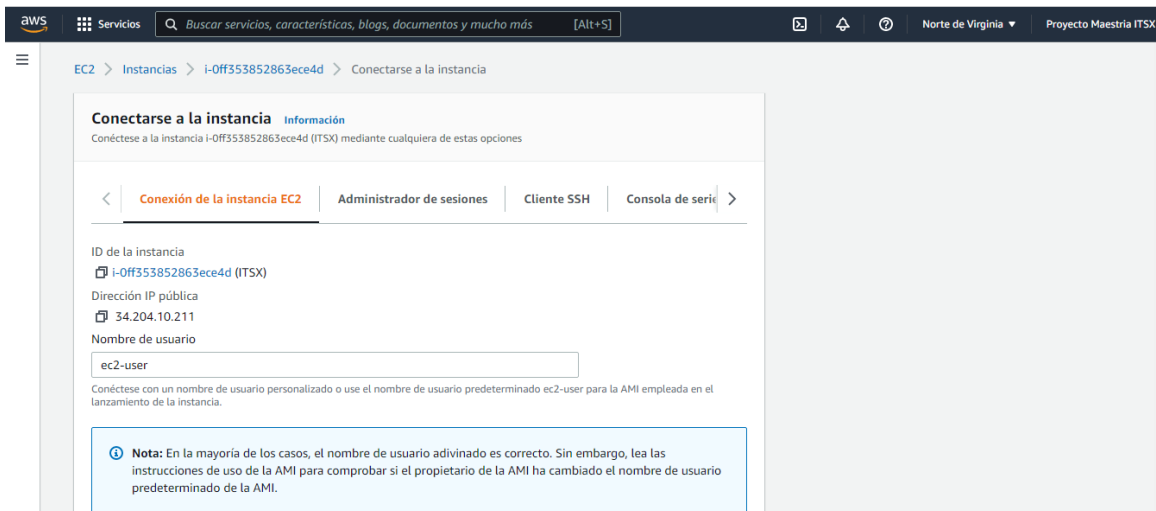 aws
Servicios
Buscar servicios, características, blogs, documentos y mucho más [Alt+S]
Norte de Virginia ▼
Proyecto Maestria ITSX
EC2 > Instancias > i-0ff353852863ece4d > Conectarse a la instancia
Conectarse a la instancia Información
Conéctese a la instancia i-0ff353852863ece4d (ITSX) mediante cualquiera de estas opciones
Conexión de la instancia EC2
Administrador de sesiones
Cliente SSH
Consola de serie
ID de la instancia
i-0ff353852863ece4d (ITSX)
Dirección IP pública
34.204.10.211
Nombre de usuario
ec2-user
Conéctese con un nombre de usuario personalizado o use el nombre de usuario predeterminado ec2-user para la AMI empleada en el
lanzamiento de la instancia.
Nota: En la mayoría de los casos, el nombre de usuario adivinado es correcto. Sin embargo, lea las
instrucciones de uso de la AMI para comprobar si el propietario de la AMI ha cambiado el nombre de usuario
predeterminado de la AMI.